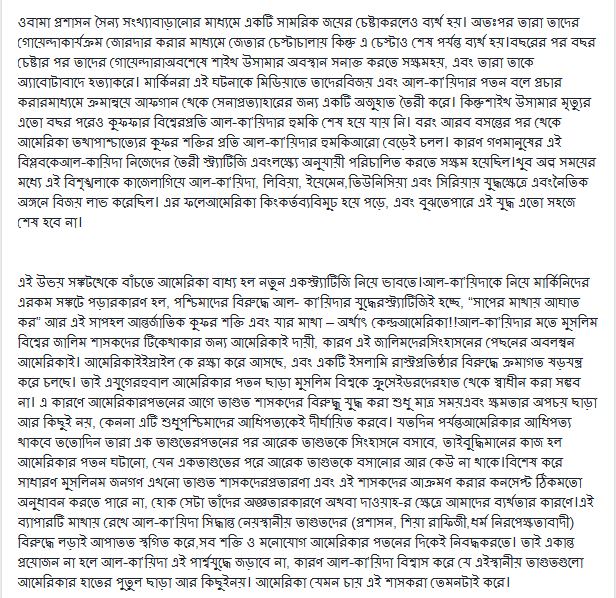 ওবামা প্রশাসন সৈন্য সংখ্যাবাড়ানোর মাধ্যমে একটি সামরিক জয়ের চেষ্টাকরলেও ব্যর্থ হয়। অতঃপর তারা তাদের
গোয়েন্দাকার্যক্রম জোরদার করার মাধ্যমে জেতার চেস্টাচালায় কিন্তু এ চেস্টাও শেষ পর্যন্ত ব্যর্থ হয়।বছরের পর বছর
চেষ্টার পর তাদের গোয়েন্দারাঅবশেষে শাইখ উসামার অবস্থান সনাক্ত করতে সক্ষমহয়, এবং তারা তাকে
অ্যাবোটাবাদে হত্যাকরে। মার্কিনরা এই ঘটনাকে মিডিয়াতে তাদেরবিজয় এবং আল-কা'য়িদার পতন বলে প্রচার
করারমাধ্যমে ক্রমান্বয়ে আফগান থেকে সেনাপ্রত্যাহারের জন্য একটি অজুহাত তৈরী করে। কিন্তুশাইখ উসামার মৃত্যুর
এতো বছর পরেও কুফফার বিশ্বেরপ্রতি আল-কা'য়িদার হুমকি শেষ হয়ে যায় নি। বরং আরব বসন্তের পর থেকে
আমেরিকা তথাপাশ্চাত্যের কুফর শক্তির প্রতি আল-কা'য়িদার হুমকিআরো বেড়েই চলল। কারণ গণমানুষের এই
বিপ্লবকেআল-কায়িদা নিজেদের তৈরী স্ট্র্যাটিজি এবংলক্ষ্যে অনুযায়ী পরিচালিত করতে সক্ষম হয়েছিল।খুব অল্প সময়ের
মধ্যে এই বিশৃঙ্খলাকে কাজেলাগিয়ে আল-কা'য়িদা, লিবিয়া, ইয়েমেন,তিউনিসিয়া এবং সিরিয়ায় যুদ্ধক্ষেত্রে এবংনৈতিক
অঙ্গনে বিজয় লাভ করেছিল। এর ফলেআমেরিকা কিংকর্তব্যবিমূঢ় হয়ে পড়ে, এবং বুঝতেপারে এই যুদ্ধ এতো সহজে
শেষ হবে না।
এই উভয় সঙ্কটথেকে বাঁচতে আমেরিকা বাধ্য হল নতুন একস্ট্র্যাটিজি নিয়ে ভাবতে।আল-কা'য়িদাকে নিয়ে মার্কিনিদের
এরকম সঙ্কটে পড়ারকারণ হল, পশ্চিমাদের বিরুদ্ধে আল- কা'য়িদার যুদ্ধেরস্ট্র্যাটিজিই হচ্ছে, “সাপের মাথায় আঘাত
কর” আর এই সাপহল আন্তর্জাতিক কুফর শক্তি এবং যার মাথা – অর্থাৎ কেন্দ্রআমেরিকা!!আল-কা'য়িদার মতে মুসলিম
বিশ্বের জালিম শাসকদের টিকেথাকার জন্য আমেরিকাই দায়ী, কারণ এই জালিমদেরসিংহাসনের পেছনের অবলম্বন
আমেরিকাই। আমেরিকাইইস্রাইল কে রক্ষা করে আসছে, এবং একটি ইসলামি রাস্ট্রপ্রতিষ্ঠার বিরুদ্ধে ক্রমাগত ষড়যন্ত্র
করে চলছে। তাই এযুগেরহুবাল আমেরিকার পতন ছাড়া মুসলিম বিশ্বকে ক্রুসেইডরদেরহাত থেকে স্বাধীন করা সম্ভব
না। এ কারণে আমেরিকারপতনের আগে তাগুত শাসকদের বিরুদ্ধু যুদ্ধ করা শুধু মাত্র সময়এবং ক্ষমতার অপচয় ছাড়া
আর কিছুই নয়, কেননা এটি শুধুপশ্চিমাদের আধিপত্যকেই দীর্ঘায়িত করবে। যতদিন পর্যন্তআমেরিকার আধিপত্য
থাকবে ততোদিন তারা এক তাগুতেরপতনের পর আরেক তাগুতকে সিংহাসনে বসাবে, তাইবুদ্ধিমানের কাজ হল
আমেরিকার পতন ঘটানো, যেন একতাগুতের পরে আরেক তাগুতকে বসানোর আর কেউ না থাকে।বিশেষ করে
সাধারণ মুসলিনম জনগণ এখনো তাগুত শাসকদেরপ্রতারণা এবং এই শাসকদের আক্রমণ করার কনসেপ্ট ঠিকমতো
অনুধাবন করতে পারে না, হোক সেটা তাঁদের অজ্ঞতারকারণে অথবা দাওয়াহ-র ক্ষেত্রে আমাদের ব্যর্থতার কারণে।এই
ব্যাপারটি মাথায় রেখে আল-কা'য়িদা সিদ্ধান্ত নেয়স্থানীয় তাগুতদের (প্রশাসন, শিয়া রাফিজী,ধর্ম নিরপেক্ষতাবাদী)
বিরুদ্ধে লড়াই আপাতত স্থগিত করে,সব শক্তি ও মনোযোগ আমেরিকার পতনের দিকেই নিবদ্ধকরতে। তাই একান্ত
প্রয়োজন না হলে আল-কা'য়িদা এই পার্শ্বযুদ্ধে জড়াবে না, কারণ আল-কা'য়িদা বিশ্বাস করে যে এইস্থানীয় তাগুতগুলো
আমেরিকার হাতের পুতুল ছাড়া আর কিছুইনয়। আমেরিকা যেমন চায় এই শাসকরা তেমনটাই করে।